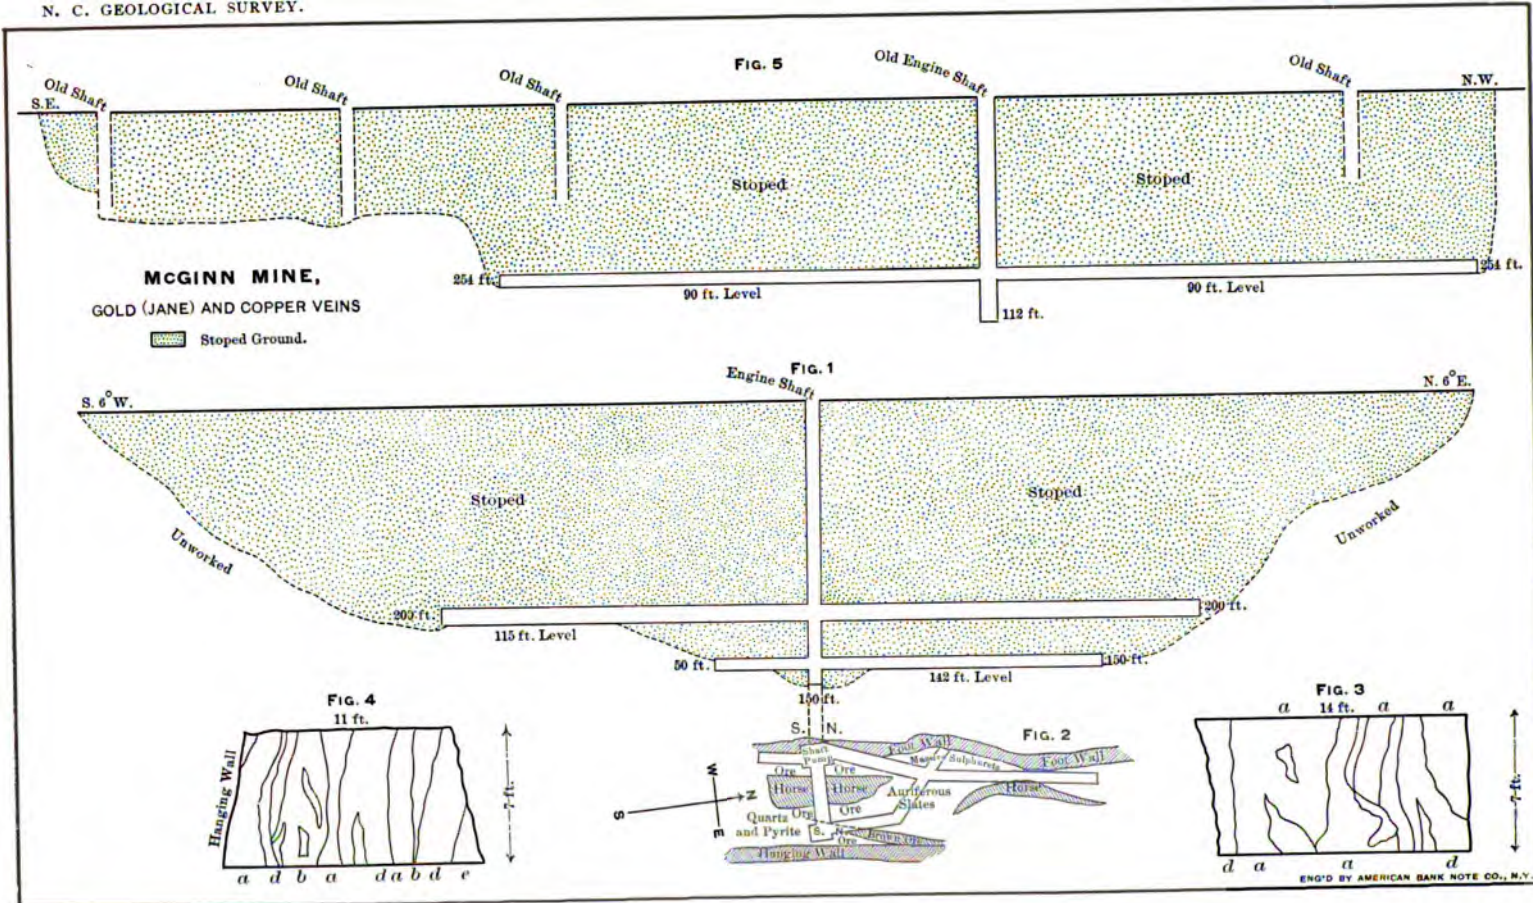 N. C. GEOLOGICAL SURVEY.
FIG. 5
Old Shaft
Old Shaft
Old Shaft
Old Engine Shaft
Old Shaft
S.E.
N.W.
Stoped
Stoped
McGINN MINE,
GOLD (JANE) AND COPPER VEINS
Stoped Ground.
254 ft.
90 ft. Level
90 ft. Level
254 ft.
112 ft.
FIG. 1
Engine Shaft
S. 6° W.
N. 6° E.
Stoped
Stoped
Unworked
Unworked
200 ft.
200 ft.
115 ft. Level
50 ft.
150 ft.
142 ft. Level
150 ft.
FIG. 4
11 ft.
Hanging Wall
7 ft.
a d b a d a b d e
S. N.
FIG. 2
Foot Wall
Shaft
Pump
Massive Sulphurets
Foot Wall
Ore
Ore
Horse
Horse
Auriferous
Slates
Horse
Quartz
and Pyrite
Ore
Ore
S. N.
Brown Ore
Ore
Hanging Wall
W
S
N
E
FIG. 3
a 14 ft. a a
7 ft.
d a a d
ENG'D BY AMERICAN BANK NOTE CO., N.Y.